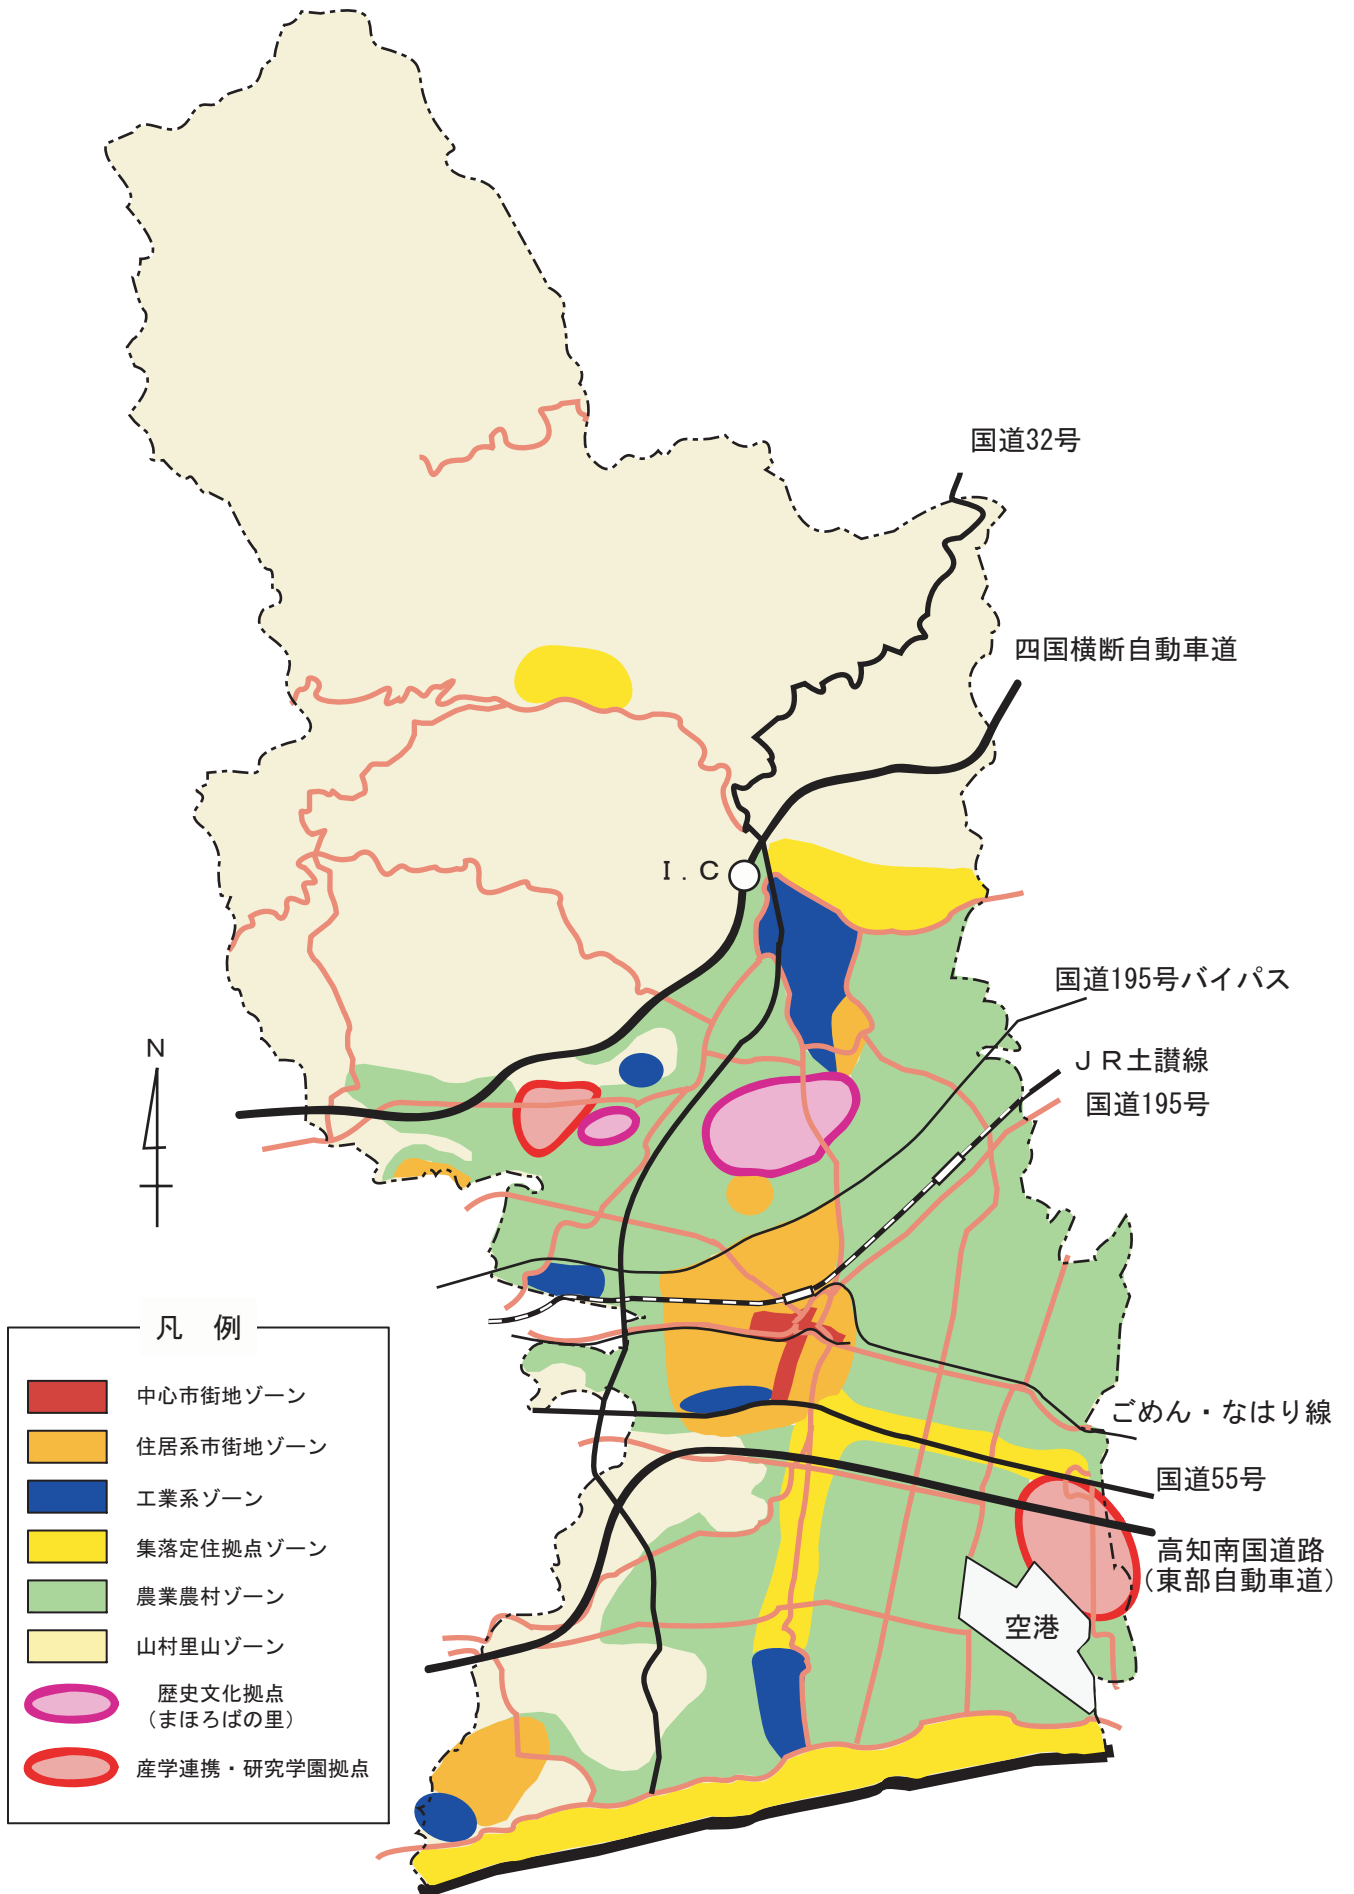 国道32号
四国横断自動車道
I.C
国道195号バイパス
N
JR土讃線
国道195号
凡 例
中心市街地ゾーン
住居系市街地ゾーン
工業系ゾーン
集落定住拠点ゾーン
農業農村ゾーン
山村里山ゾーン
歴史文化拠点
(まほろばの里)
産学連携・研究学園拠点
ごめん・なはり線
国道55号
高知南国道路
(東部自動車道)
空港